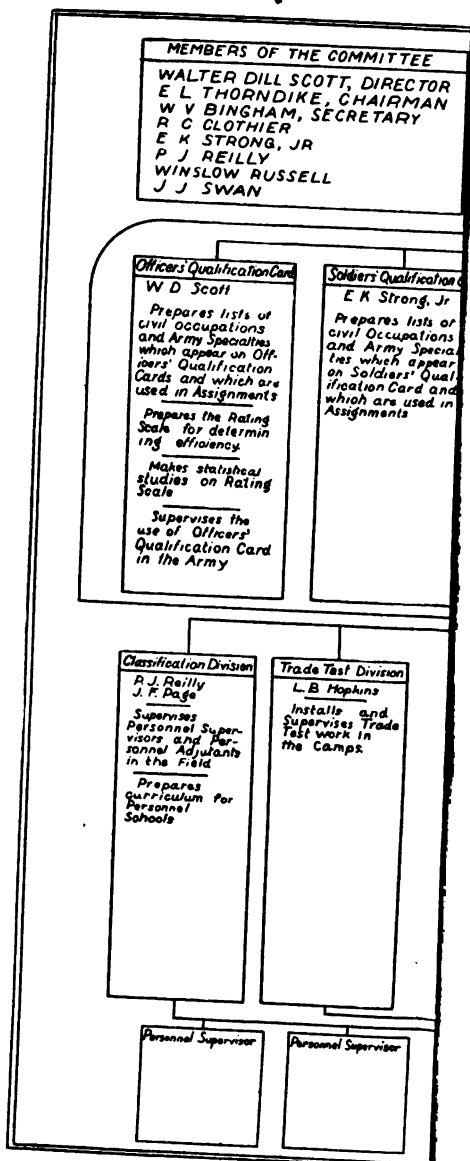 MEMBERS OF THE COMMITTEE
WALTER DILL SCOTT, DIRECTOR
E L THORNDIKE, CHAIRMAN
W V BINGHAM, SECRETARY
R C CLOTHIER
E K STRONG, JR
P J REILLY
WINSLOW RUSSELL
J J SWAN
Officers' Qualification Card
W D Scott
Prepares lists of
civil Occupations
and Army Specialties
which appear on Off-
icers' Qualification
Cards and which are
used in Assignments
Prepares the Rating
Scale for determin
ing efficiency.
Makes statistical
studies on Rating
Scale
Supervises the
use of Officers'
Qualification Card
in the Army
Soldiers' Qualification
E K Strong, Jr
Prepares lists of
civil Occupations
and Army Special
ties which appear
on Soldiers' Qual-
ification Card and
which are used in
Assignments
Classification Division
P. J. Reilly
J. F. Page
Supervises
Personnel Super-
visors and Per-
sonnel Adjutants
in the Field
Prepares
curriculum for
Personnel
Schools
Trade Test Division
L. B Hopkins
Installs and
Supervises Trade
Test work in
the Camps.
Personnel Supervisor
Personnel Supervisor